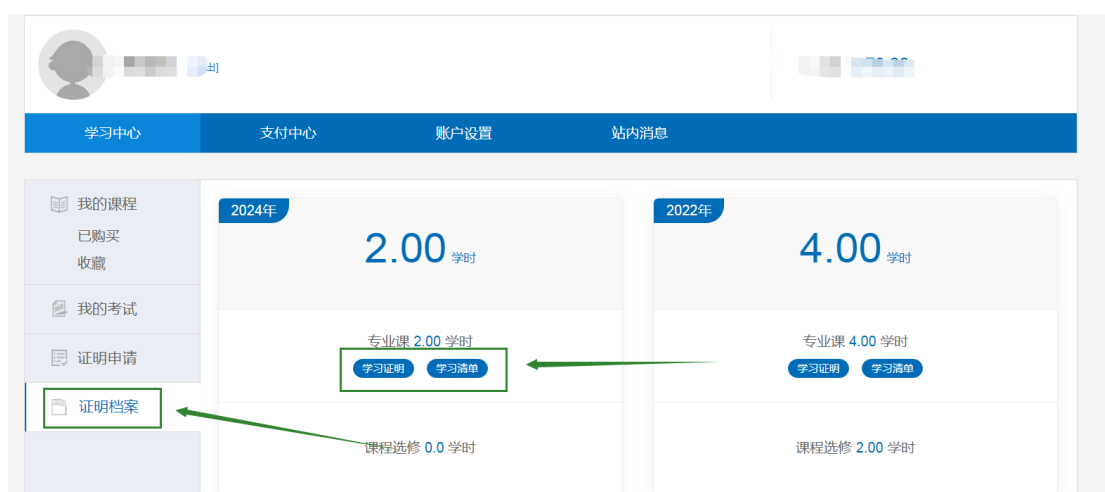 出]
学习中心 支付中心 账户设置 站内消息
我的课程
已购买
收藏
我的考试
证明申请
证明档案
2024年
2.00 学时
专业课 2.00 学时
学习证明 学习清单
课程选修 0.0 学时
2022年
4.00 学时
专业课 4.00 学时
学习证明 学习清单
课程选修 2.00 学时